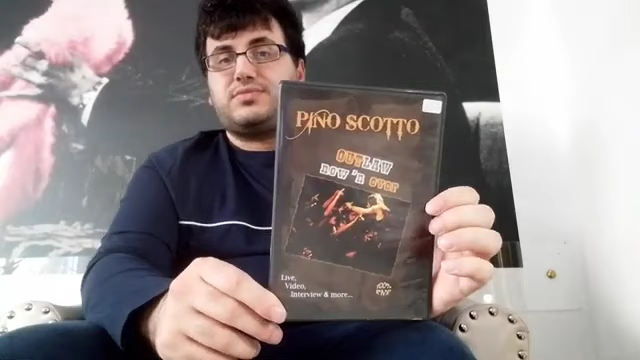 PINO SCOTTO
OUTLAW
NOW 'N EVER
Live,
Video,
Interview & more...